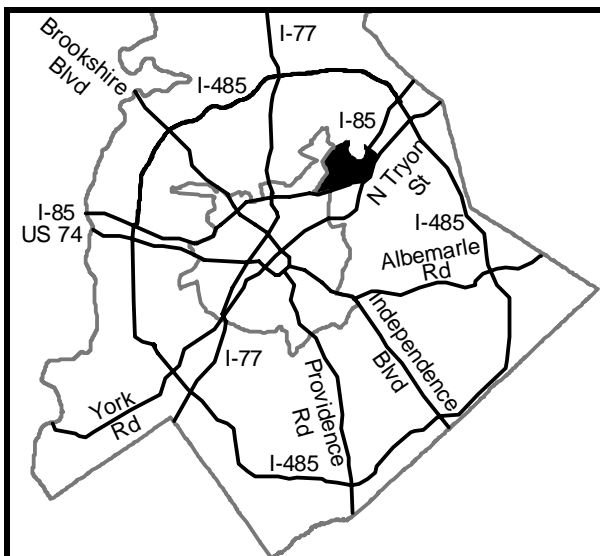 I-77
Brookshire
Blvd
I-485
I-85
N Tryon
St
I-85
US 74
I-485
Albemarle
Rd
Independence
Blvd
I-77
Providence
Rd
York
Rd
I-485